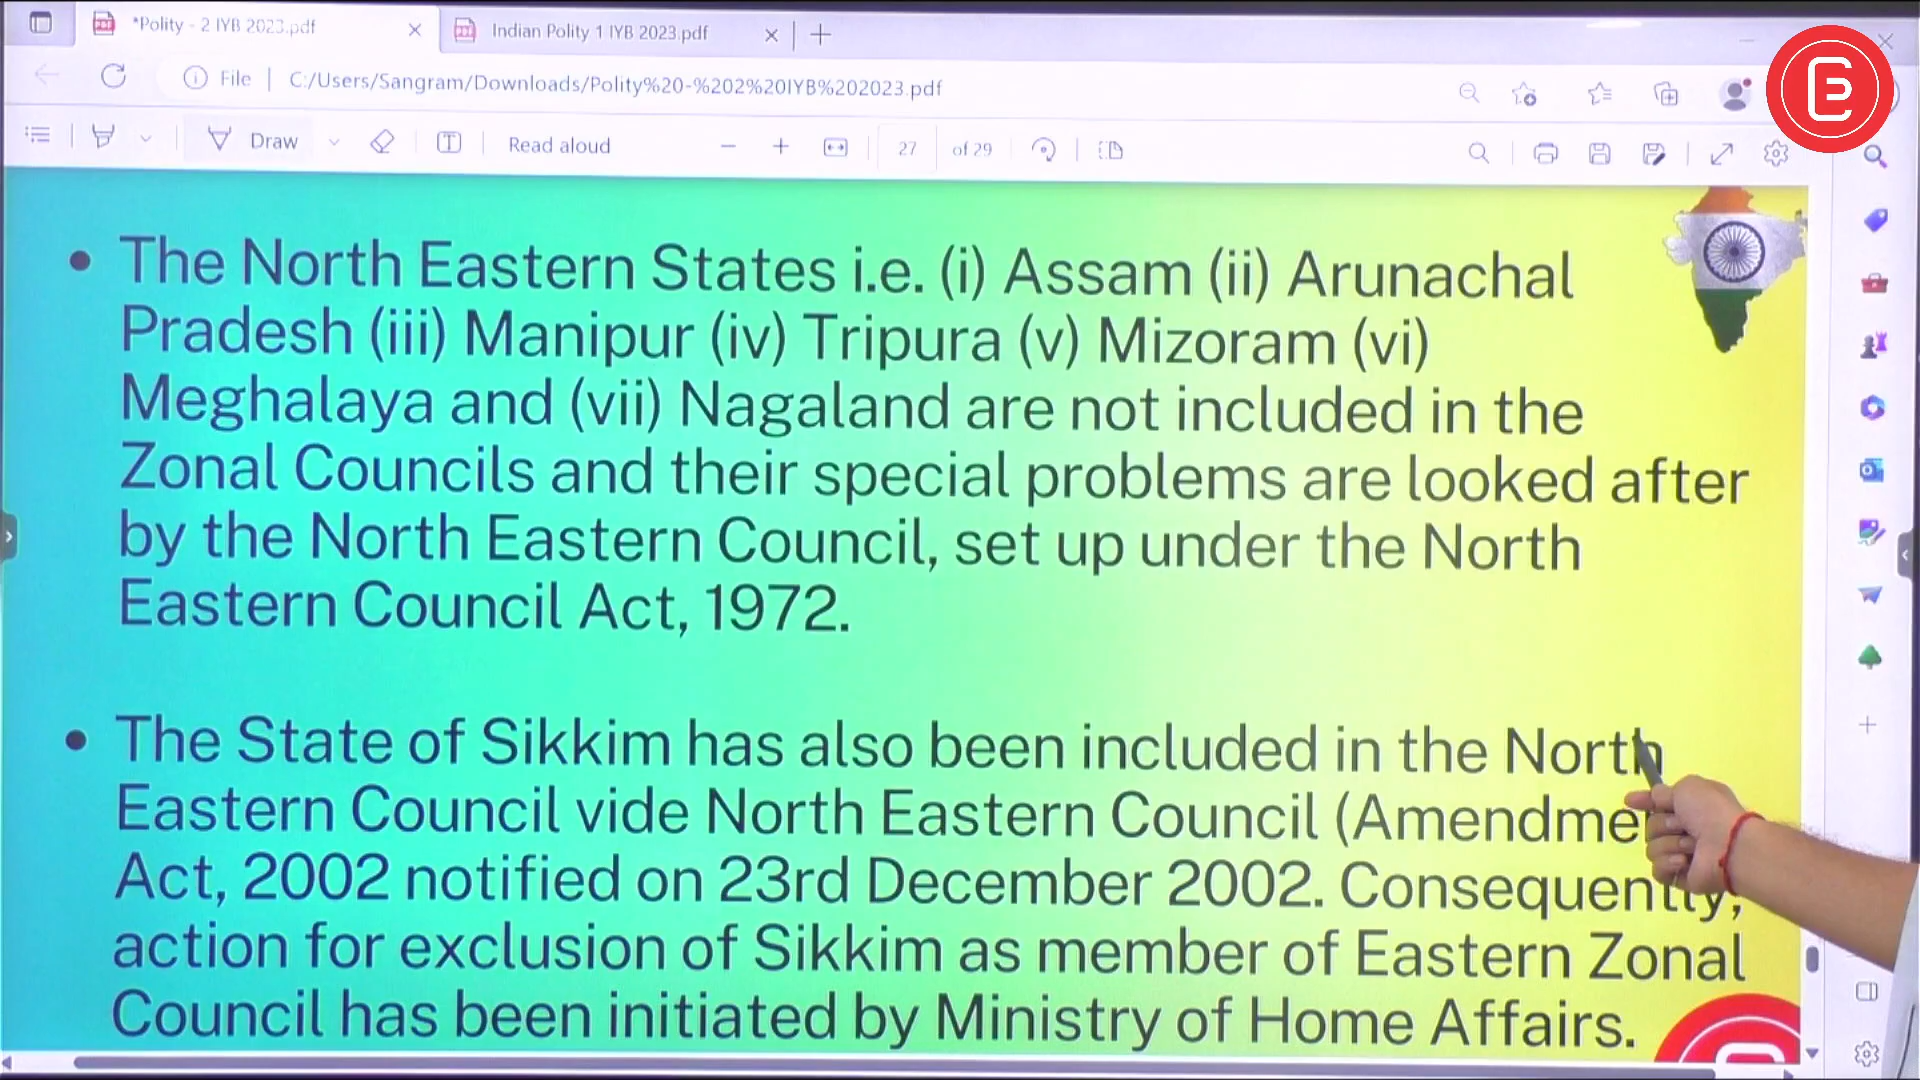 *Polity - 2 IYB 2023.pdf
Indian Polity 1 IYB 2023.pdf
File
C:/Users/Sangram/Downloads/Polity%20-%202%20IYB%202023.pdf
Draw
Read aloud
27
of 29
• The North Eastern States i.e. (i) Assam (ii) Arunachal
Pradesh (iii) Manipur (iv) Tripura (v) Mizoram (vi)
Meghalaya and (vii) Nagaland are not included in the
Zonal Councils and their special problems are looked after
by the North Eastern Council, set up under the North
Eastern Council Act, 1972.
• The State of Sikkim has also been included in the North
Eastern Council vide North Eastern Council (Amendme
Act, 2002 notified on 23rd December 2002. Consequently,
action for exclusion of Sikkim as member of Eastern Zonal
Council has been initiated by Ministry of Home Affairs.